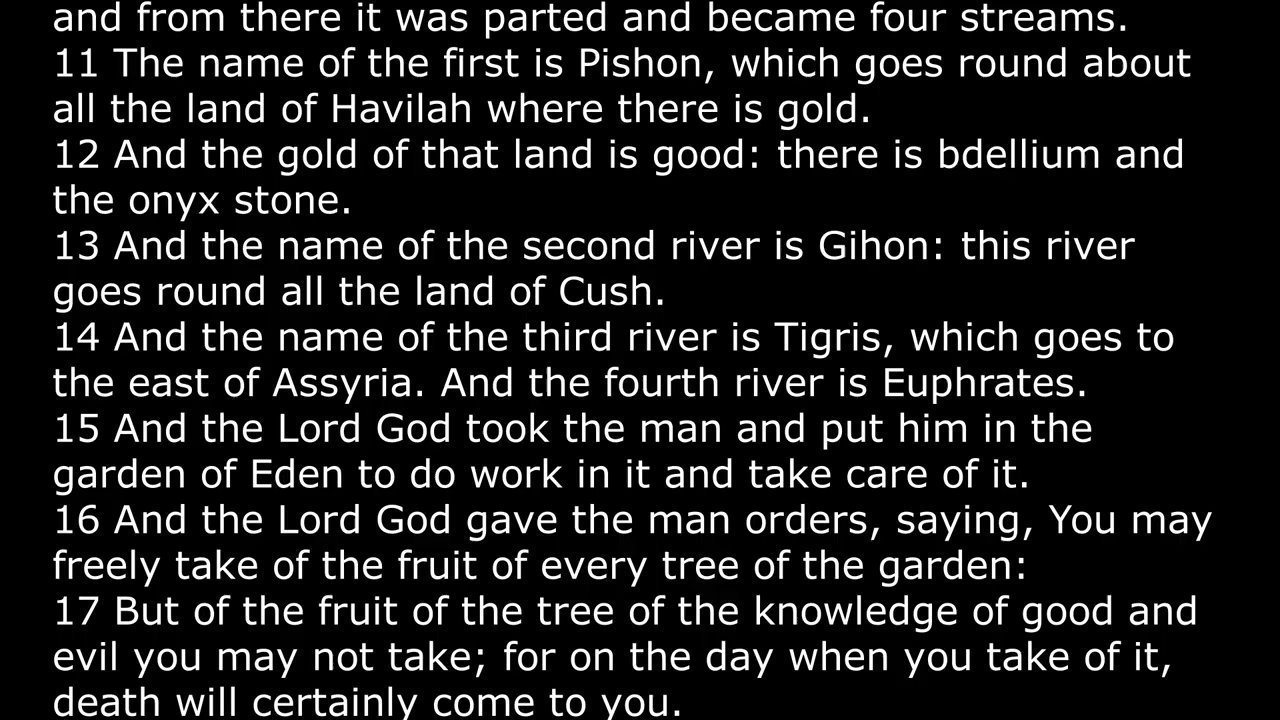 and from there it was parted and became four streams.
11 The name of the first is Pishon, which goes round about
all the land of Havilah where there is gold.
12 And the gold of that land is good: there is bdellium and
the onyx stone.
13 And the name of the second river is Gihon: this river
goes round all the land of Cush.
14 And the name of the third river is Tigris, which goes to
the east of Assyria. And the fourth river is Euphrates.
15 And the Lord God took the man and put him in the
garden of Eden to do work in it and take care of it.
16 And the Lord God gave the man orders, saying, You may
freely take of the fruit of every tree of the garden:
17 But of the fruit of the tree of the knowledge of good and
evil you may not take; for on the day when you take of it,
death will certainly come to you.